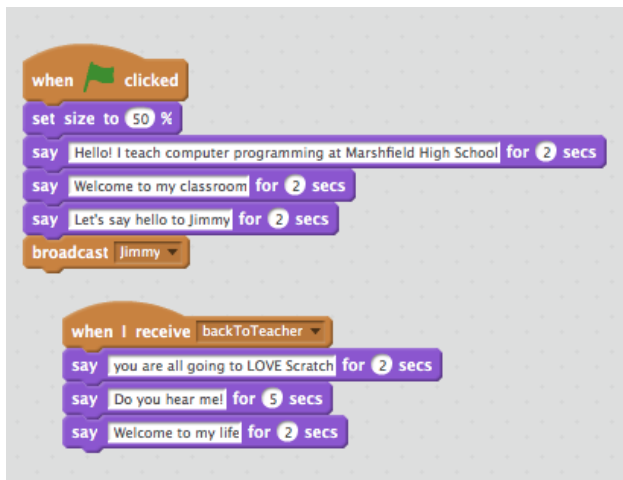 when clicked
set size to 50 %
say Hello! I teach computer programming at Marshfield High School for 2 secs
say Welcome to my classroom for 2 secs
say Let's say hello to Jimmy for 2 secs
broadcast Jimmy
when I receive backToTeacher
say you are all going to LOVE Scratch for 2 secs
say Do you hear me! for 5 secs
say Welcome to my life for 2 secs